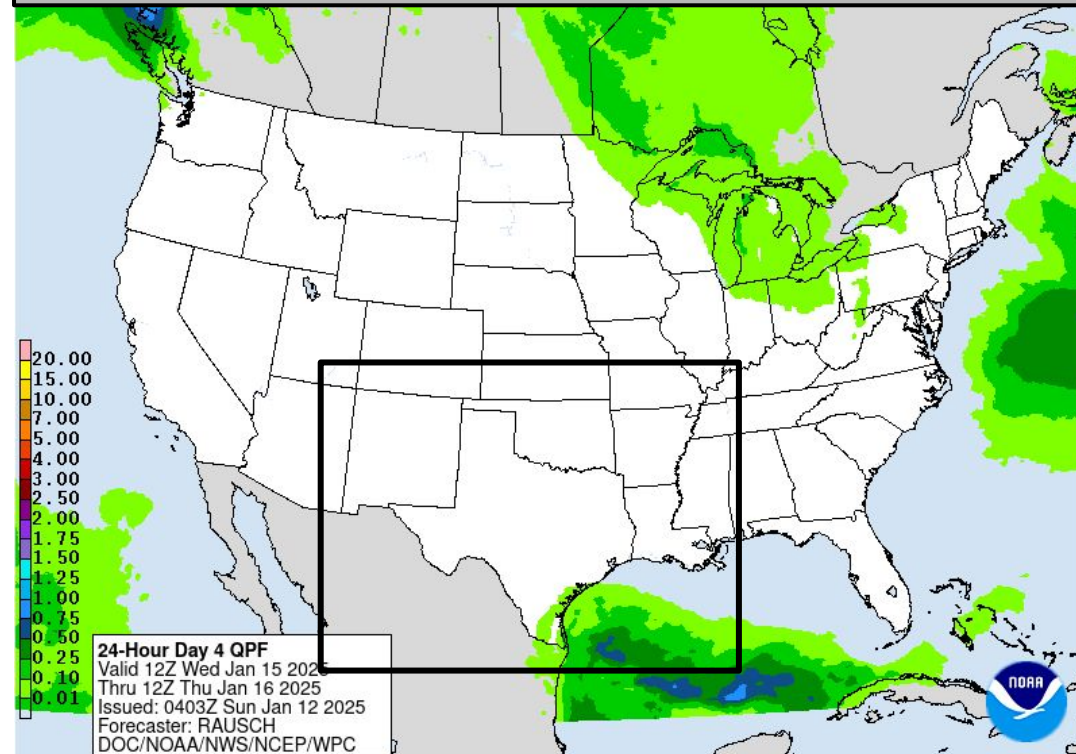 20.00
15.00
10.00
7.00
5.00
4.00
3.00
2.50
2.00
1.75
1.50
1.25
1.00
0.75
0.50
0.25
0.10
0.01
24-Hour Day 4 QPF
Valid 12Z Wed Jan 15 2025
Thru 12Z Thu Jan 16 2025
Issued: 0403Z Sun Jan 12 2025
Forecaster: RAUSCH
DOC/NOAA/NWS/NCEP/WPC
NOAA